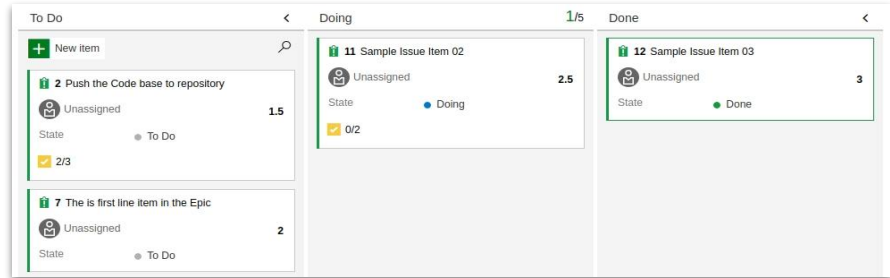 To Do
New item
2 Push the Code base to repository
Unassigned
1.5
State
To Do
2/3
7 The is first line item in the Epic
Unassigned
2
State
To Do
Doing
1/5
11 Sample Issue Item 02
Unassigned
2.5
State
Doing
0/2
Done
12 Sample Issue Item 03
Unassigned
3
State
Done